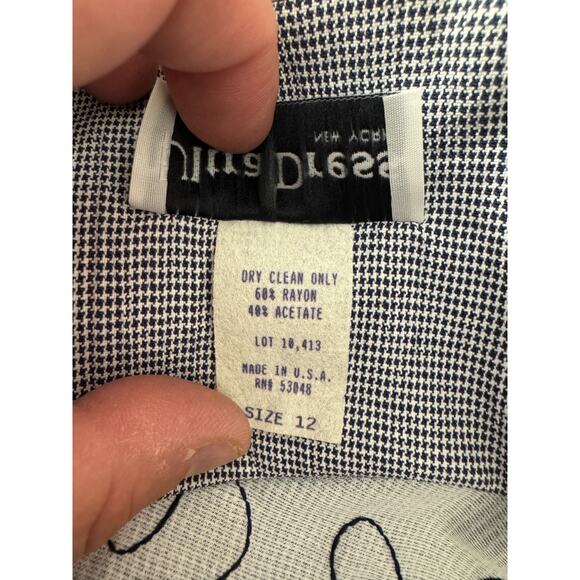 Ultra Dress
NEW YORK
DRY CLEAN ONLY
60% RAYON
40% ACETATE
LOT 10,413
MADE IN U.S.A.
RN# 53048
SIZE 12